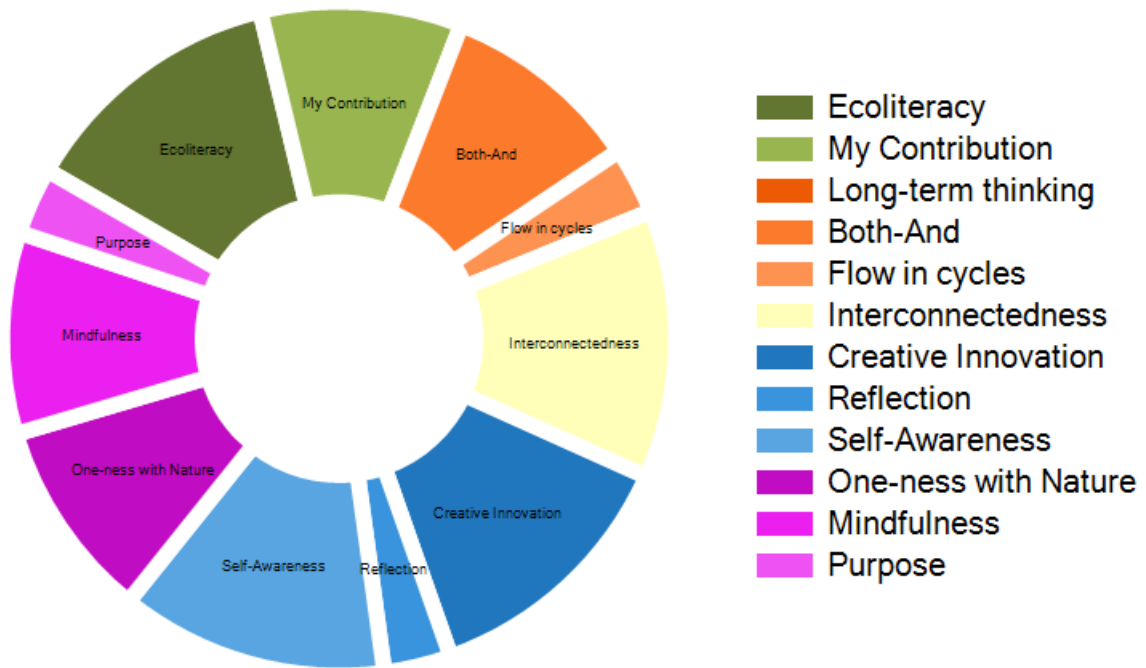 My Contribution
Ecoliteracy
Both-And
Flow in cycles
Purpose
Mindfulness
Interconnectedness
One-ness with Nature
Creative Innovation
Self-Awareness
Reflection
Ecoliteracy
My Contribution
Long-term thinking
Both-And
Flow in cycles
Interconnectedness
Creative Innovation
Reflection
Self-Awareness
One-ness with Nature
Mindfulness
Purpose